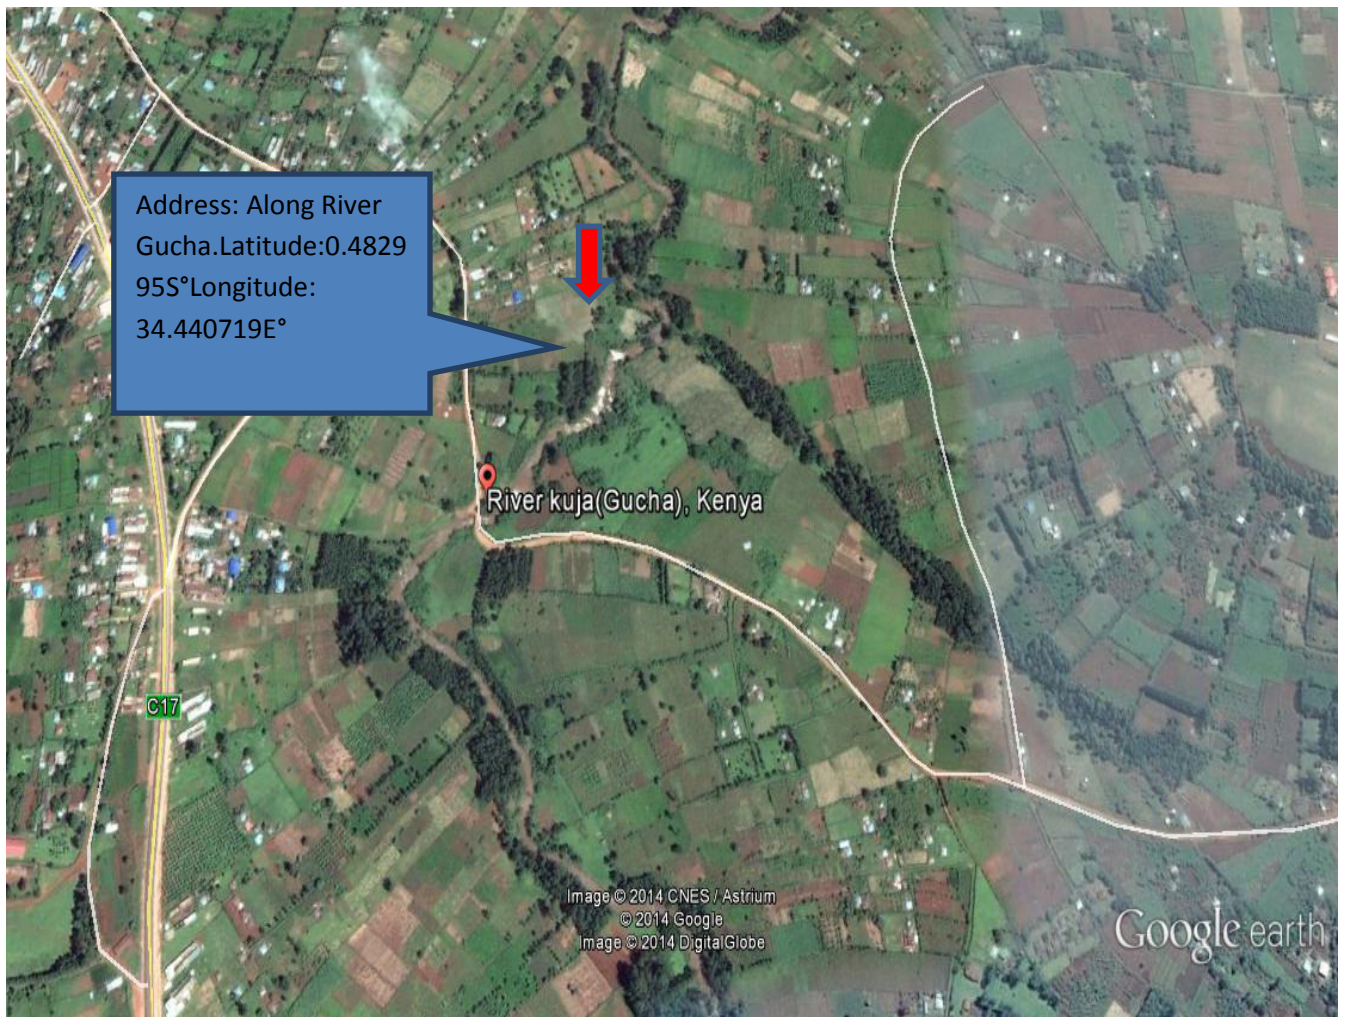 Address: Along River
Gucha.Latitude:0.4829
95S°Longitude:
34.440719E°
River kuja(Gucha), Kenya
C17
Image © 2014 CNES / Astrium
© 2014 Google
Image © 2014 DigitalGlobe
Google earth